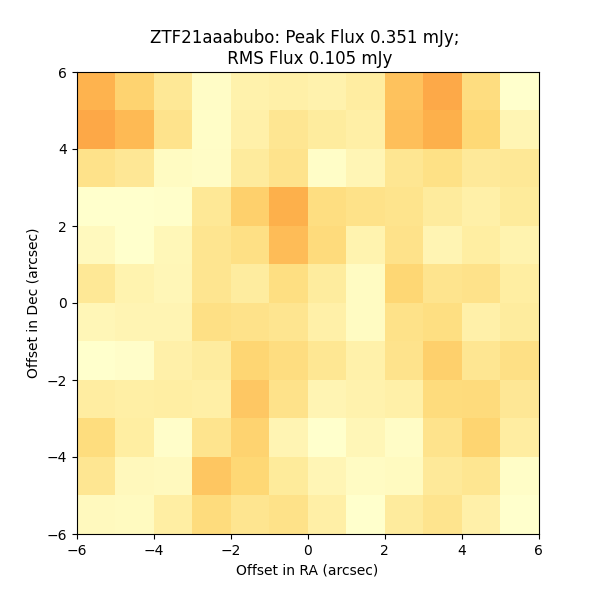 ZTF21aaabubo: Peak Flux 0.351 mJy;
RMS Flux 0.105 mJy
6
4
2
0
−2
−4
−6
Offset in Dec (arcsec)
−6 −4 −2 0 2 4 6
Offset in RA (arcsec)